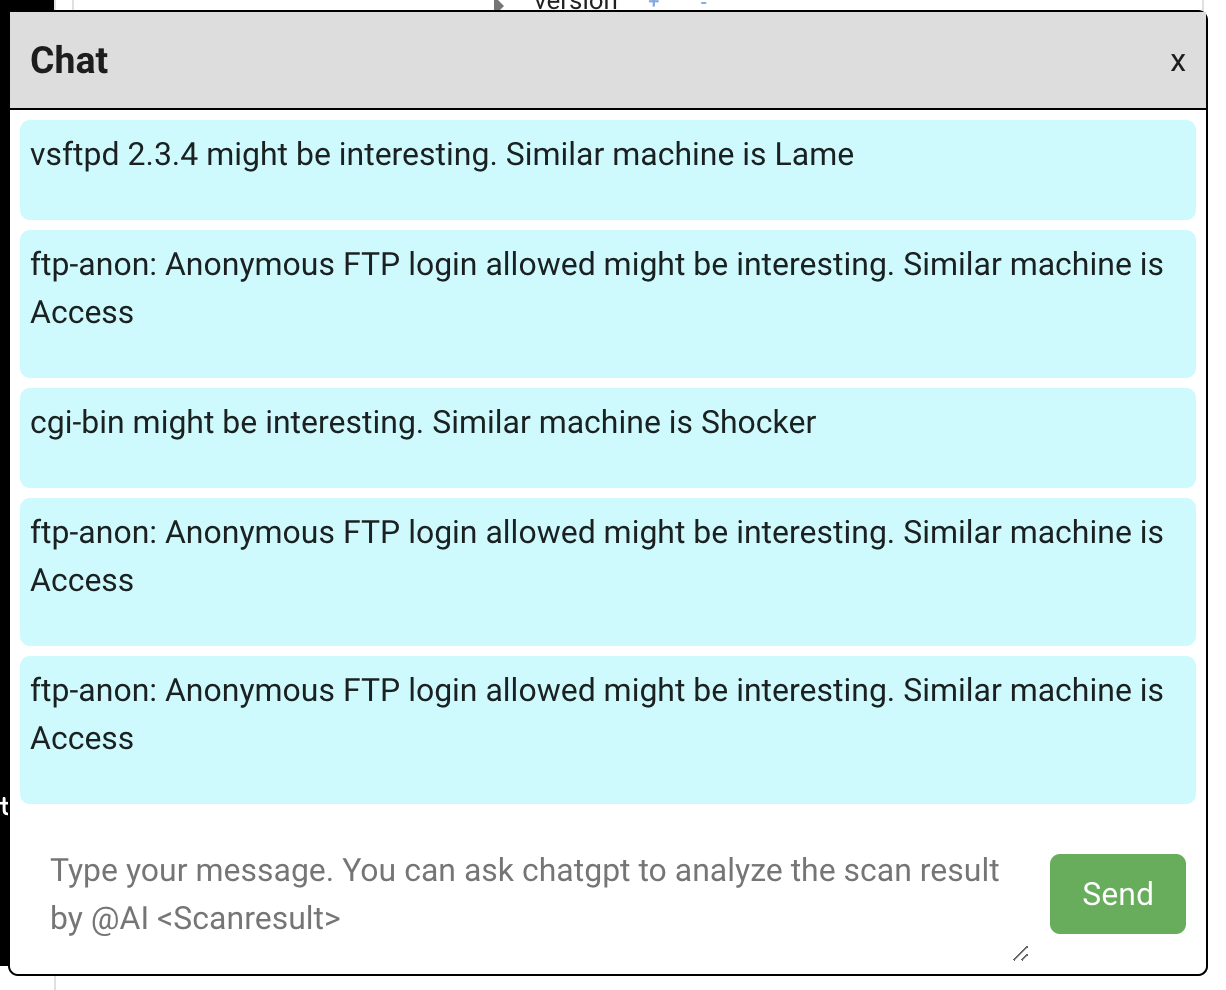 version + -
Chat
x
vsftpd 2.3.4 might be interesting. Similar machine is Lame
ftp-anon: Anonymous FTP login allowed might be interesting. Similar machine is
Access
cgi-bin might be interesting. Similar machine is Shocker
ftp-anon: Anonymous FTP login allowed might be interesting. Similar machine is
Access
ftp-anon: Anonymous FTP login allowed might be interesting. Similar machine is
Access
t
Type your message. You can ask chatgpt to analyze the scan result
by @AI <Scanresult>
Send